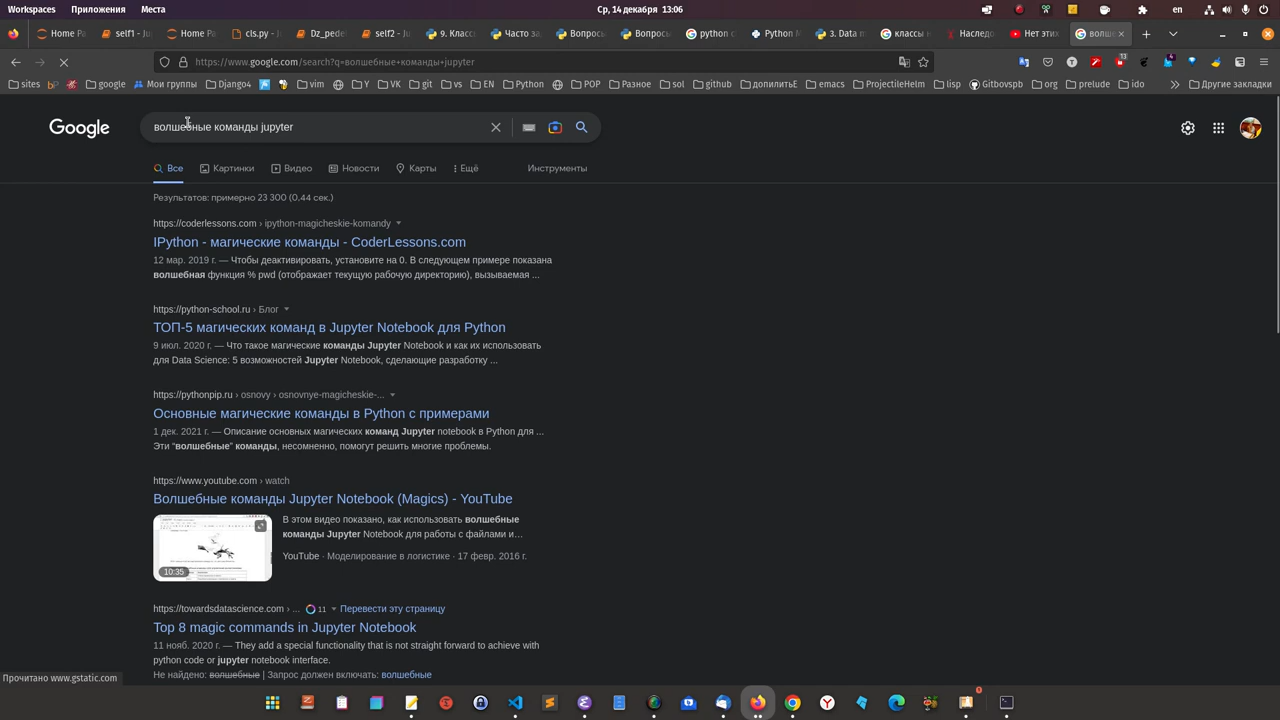 Workspaces Приложения Места Ср, 14 декабря 13:06 en
Home Pa self1 - Ju Home Pa cls.py - J Dz_pedel self2 - Ju 9. Класс Часто за, Вопросы Вопросы python o Python M 3. Data m классы Наслед Нет этих волше
https://www.google.com/search?q=волшебные+команды+jupyter
sites google Мои группы Django4 vim Y VK git vs EN Python POP Разное sol github допилитьЕ emacs ProjectileHelm lisp Gitbovspb org prelude ido Другие закладки
Google
волшебные команды jupyter
Все Картинки Видео Новости Карты Ещё Инструменты
Результатов: примерно 23 300 (0,44 сек.)
https://coderlessons.com › ipython-magicheskie-komandy
IPython - магические команды - CoderLessons.com
12 мар. 2019 г. — Чтобы деактивировать, установите на 0. В следующем примере показана
волшебная функция % pwd (отображает текущую рабочую директорию), вызываемая ...
https://python-school.ru › Блог
ТОП-5 магических команд в Jupyter Notebook для Python
9 июл. 2020 г. — Что такое магические команды Jupyter Notebook и как их использовать
для Data Science: 5 возможностей Jupyter Notebook, сделающие разработку ...
https://pythonpip.ru › osnovy › osnovnye-magicheskie-...
Основные магические команды в Python с примерами
1 дек. 2021 г. — Описание основных магических команд Jupyter notebook в Python для ...
Эти “волшебные” команды, несомненно, помогут решить многие проблемы.
https://www.youtube.com › watch
Волшебные команды Jupyter Notebook (Magics) - YouTube
В этом видео показано, как использовать волшебные
команды Jupyter Notebook для работы с файлами и…
YouTube · Моделирование в логистике · 17 февр. 2016 г.
10:35
https://towardsdatascience.com › ... 11 Перевести эту страницу
Top 8 magic commands in Jupyter Notebook
11 нояб. 2020 г. — They add a special functionality that is not straight forward to achieve with
python code or jupyter notebook interface.
Не найдено: волшебные | Запрос должен включать: волшебные
Прочитано www.gstatic.com